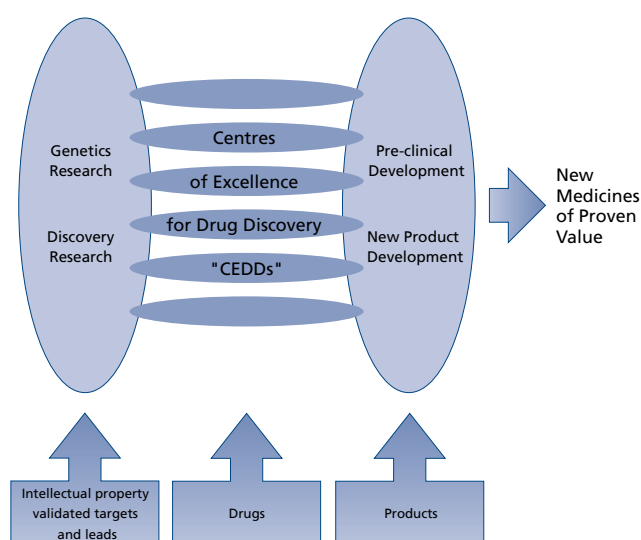 Genetics
Research
Discovery
Research
Centres
of Excellence
for Drug Discovery
"CEDDs"
Pre-clinical
Development
New Product
Development
New
Medicines
of Proven
Value
Intellectual property
validated targets
and leads
Drugs
Products